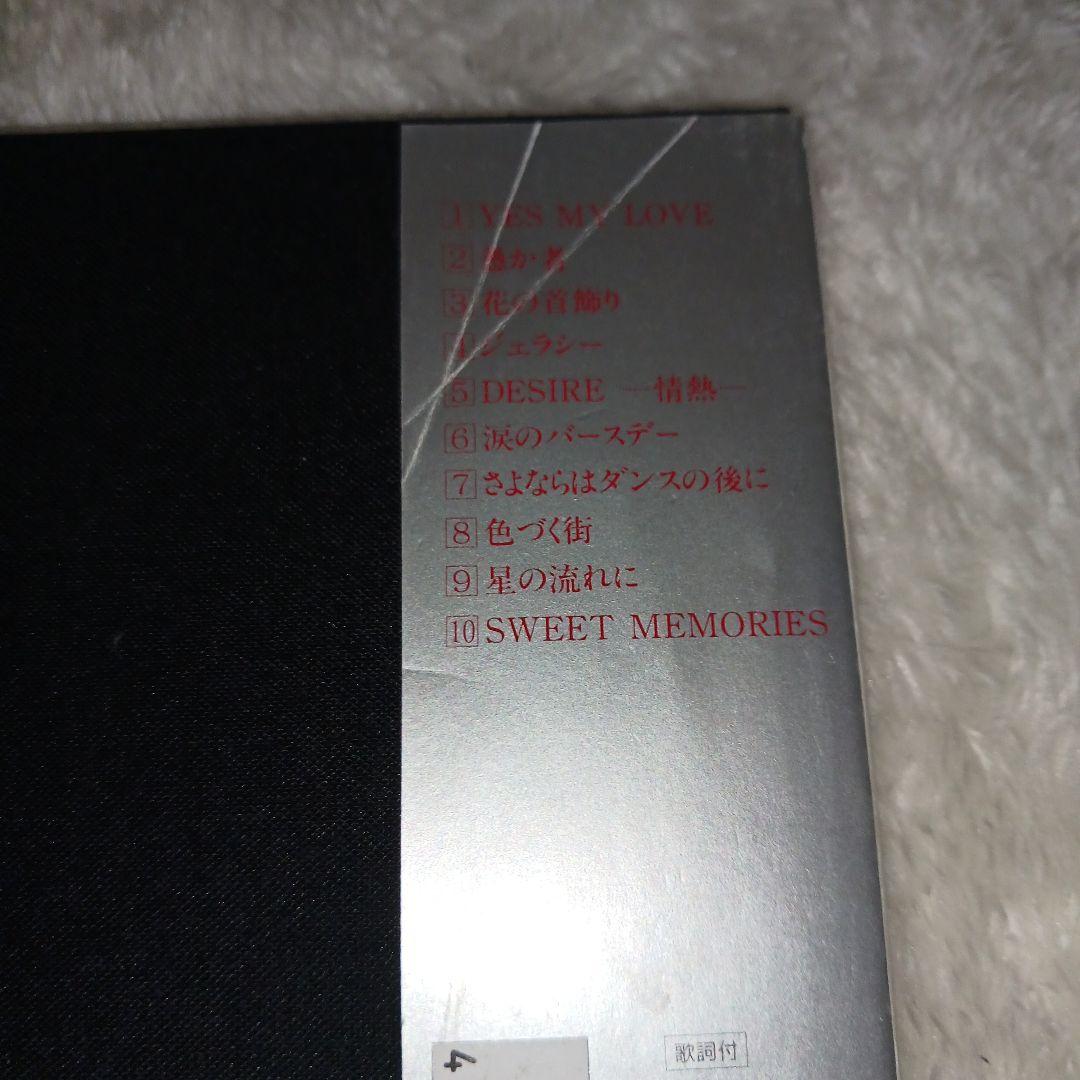 1 YES MY LOVE
2 愚か者
3 花の首飾り
4 ジェラシー
5 DESIRE —情熱—
6 涙のバースデー
7 さよならはダンスの後に
8 色づく街
9 星の流れに
10 SWEET MEMORIES
歌詞付
4